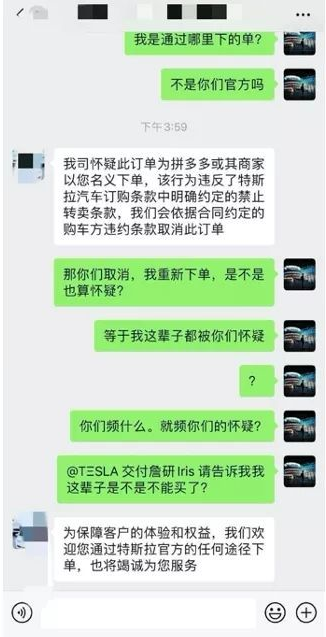 我是通过哪里下的单？
不是你们官方吗
下午3:59
我司怀疑此订单为拼多多或其商家
以您名义下单，该行为违反了特斯
拉汽车订购条款中明确约定的禁止
转卖条款，我们会依据合同约定的
购车方违约条款取消此订单
那你们取消，我重新下单，是不是
也算怀疑？
等于我这辈子都被你们怀疑
？
你们频什么。就频你们的怀疑？
@TΞSLA 交付詹研 Iris 请告诉我我
这辈子是不是不能买了？
为保障客户的体验和权益，我们欢
迎您通过特斯拉官方的任何途径下
单，也将竭诚为您服务